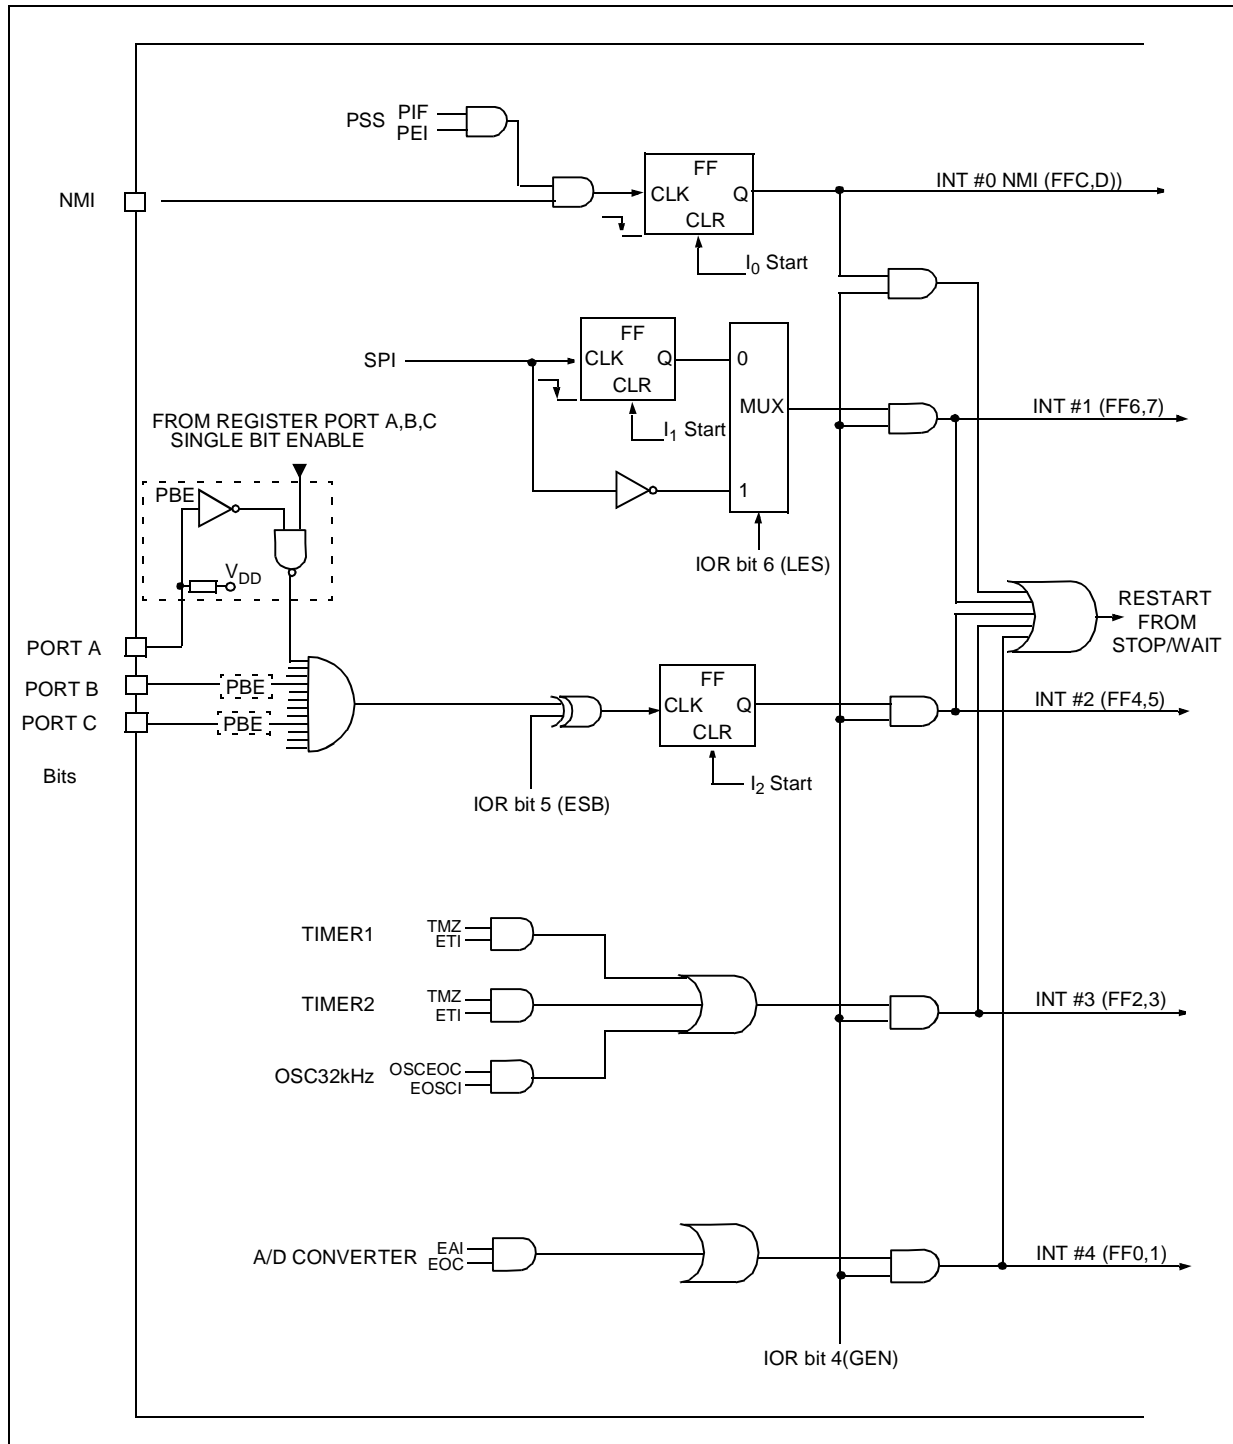 PSS PIF
PEI
NMI
FF
CLK Q
CLR
I0 Start
INT #0 NMI (FFC,D))
SPI
FF
CLK Q
CLR
I1 Start
0
MUX
1
IOR bit 6 (LES)
INT #1 (FF6,7)
FROM REGISTER PORT A,B,C
SINGLE BIT ENABLE
PBE
VDD
PORT A
PORT B
PBE
PORT C
PBE
Bits
IOR bit 5 (ESB)
FF
CLK Q
CLR
I2 Start
INT #2 (FF4,5)
RESTART
FROM
STOP/WAIT
TIMER1
TMZ
ETI
TIMER2
TMZ
ETI
OSC32kHz
OSCEOC
EOSCI
INT #3 (FF2,3)
A/D CONVERTER
EAI
EOC
INT #4 (FF0,1)
IOR bit 4(GEN)